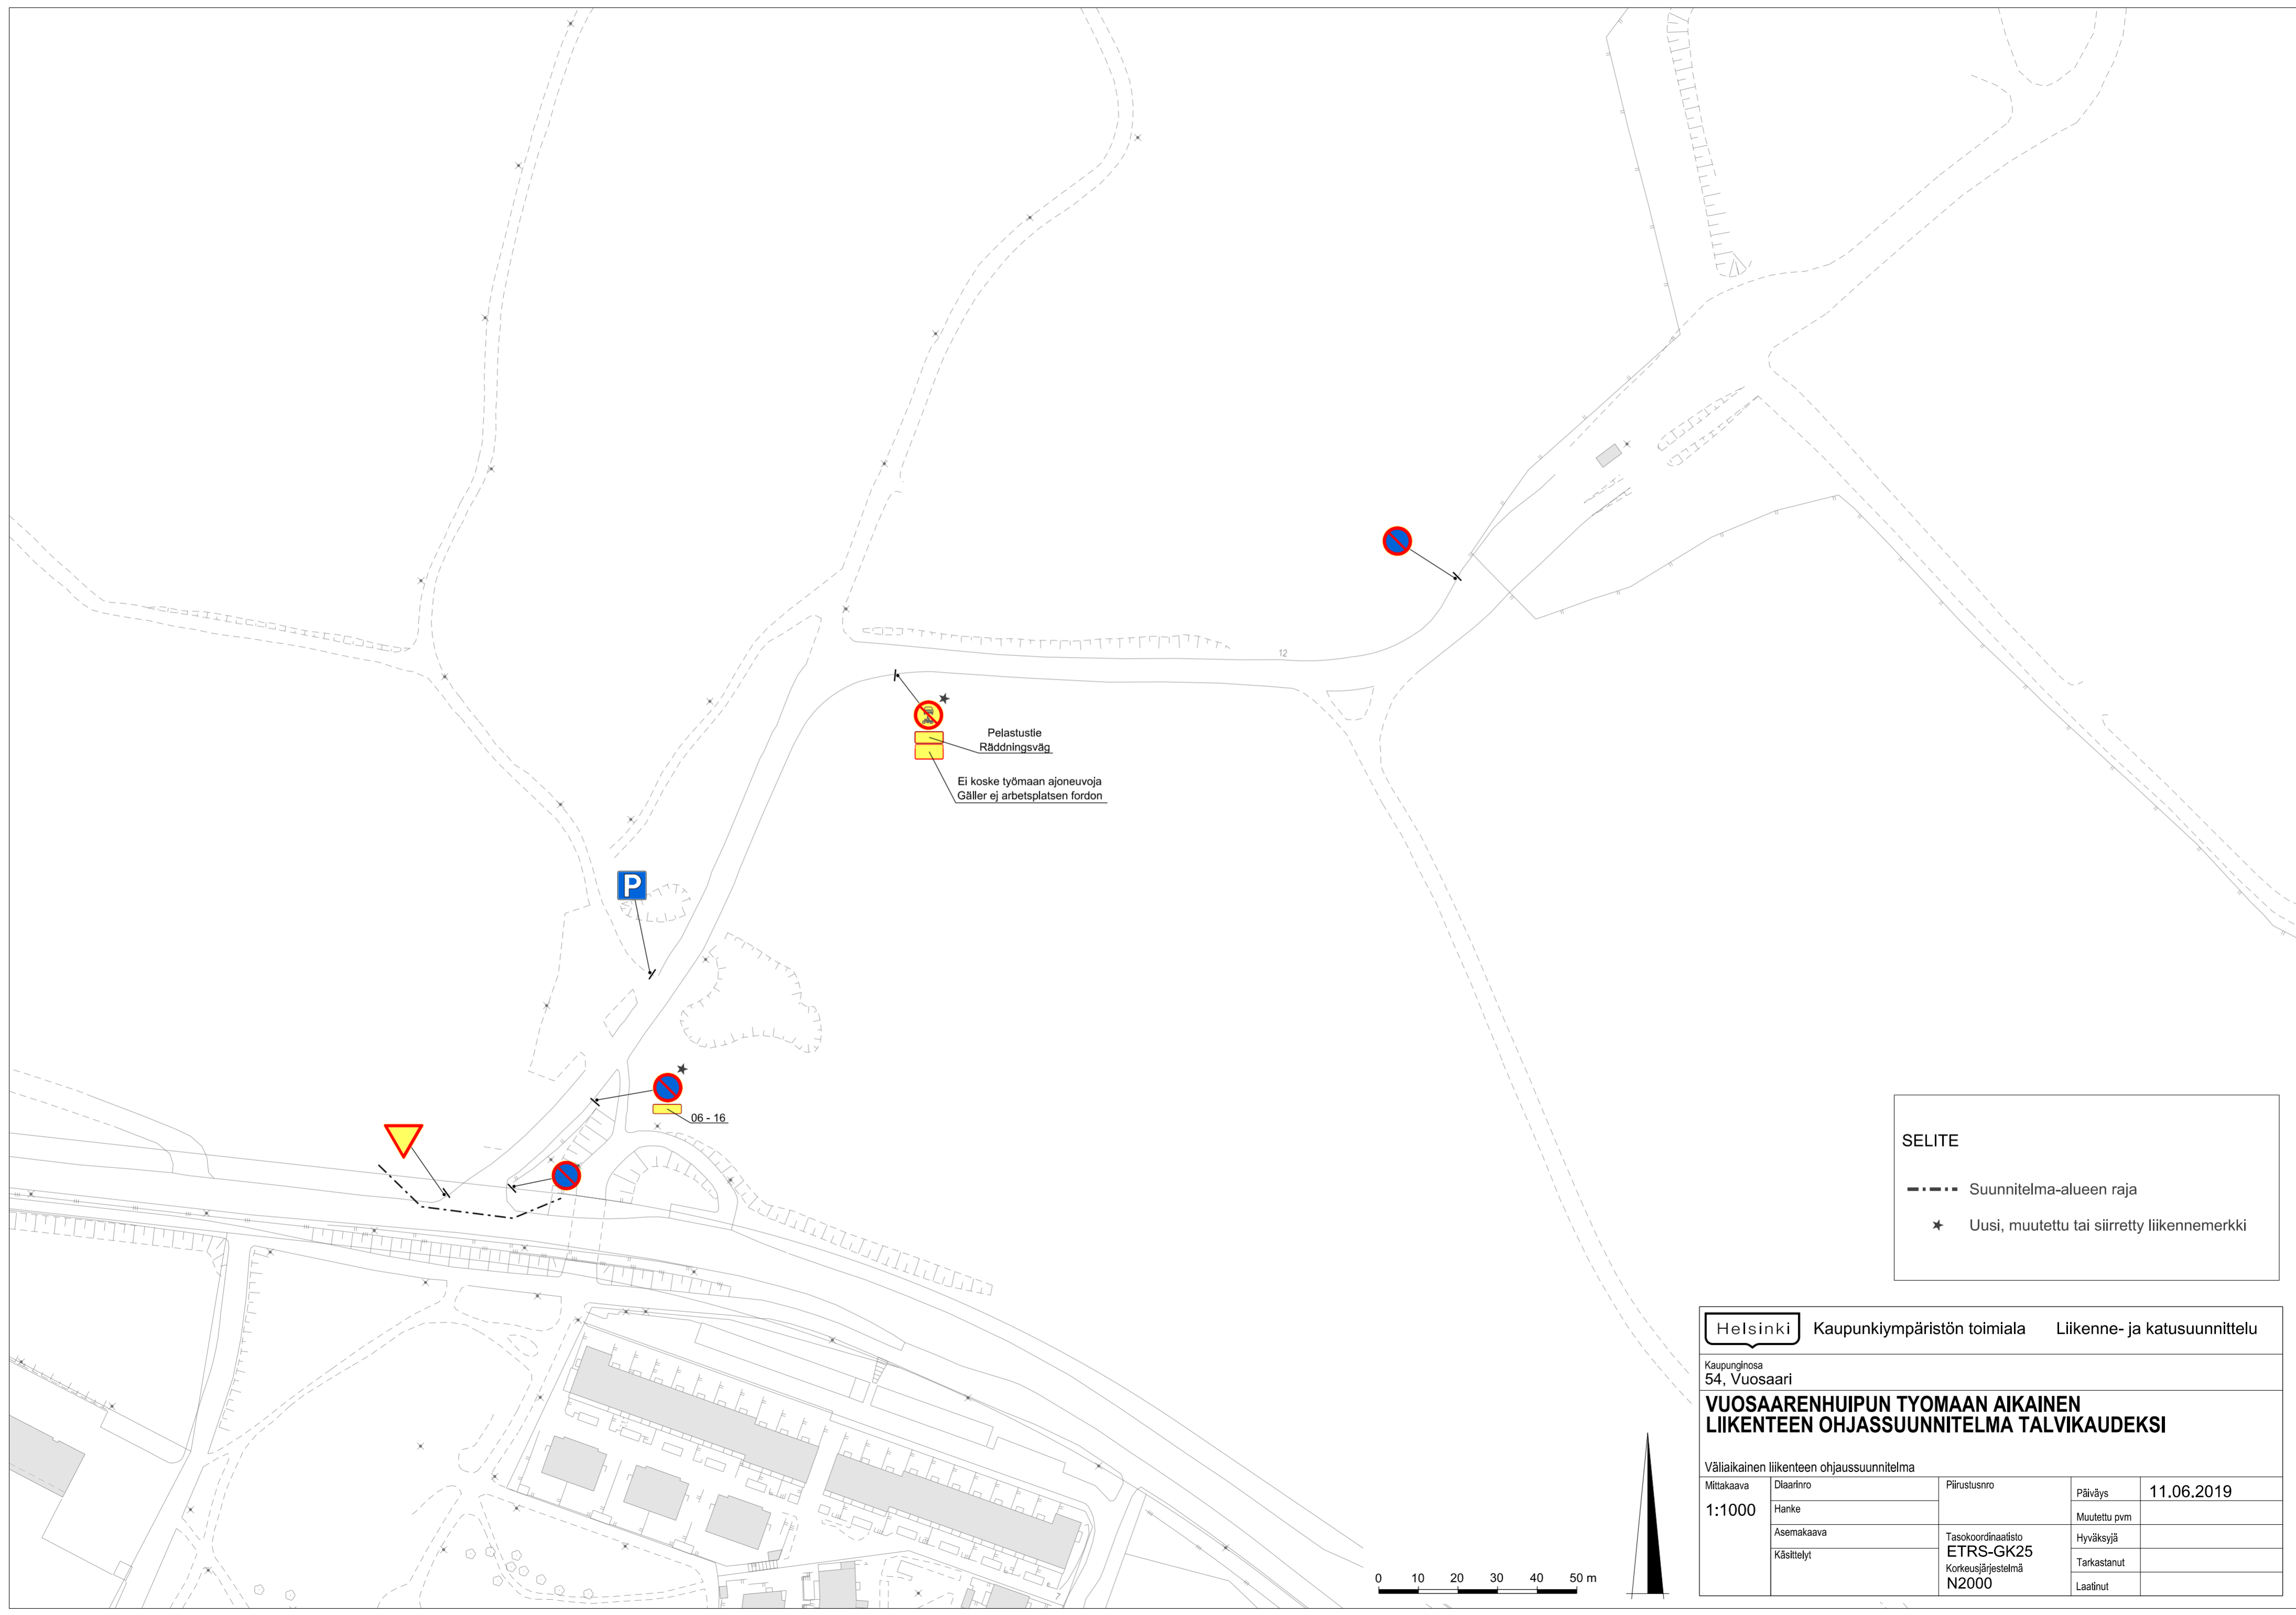 12
Pelastustie
Räddningsväg
Ei koske työmaan ajoneuvoja
Gäller ej arbetsplatsen fordon
P
06 - 16
SELITE
Suunnitelma-alueen raja
Uusi, muutettu tai siirretty liikennemerkki
Helsinki Kaupunkiympäristön toimiala Liikenne- ja katusuunnittelu
Kaupunginosa
54, Vuosaari
VUOSAARENHUIPUN TYOMAAN AIKAINEN
LIIKENTEEN OHJASSUUNNITELMA TALVIKAUDEKSI
Väliaikainen liikenteen ohjaussuunnitelma
Mittakaava
1:1000
Diaarinro
Hanke
Asemakaava
Käsittelyt
Piirustusnro
Tasokoordinaatisto
ETRS-GK25
Korkeusjärjestelmä
N2000
Päiväys 11.06.2019
Muutettu pvm
Hyväksyjä
Tarkastanut
Laatinut
0 10 20 30 40 50 m
7